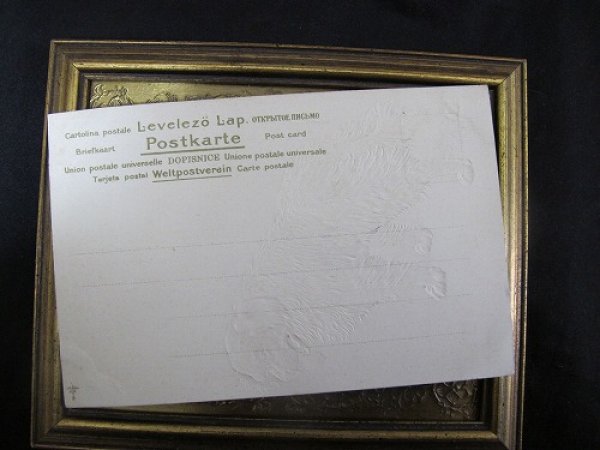 Cartolina postale Levelező Lap. ОТКРЫТОЕ ПИСЬМО
Briefkaart Postkarte Post card
Union postale universelle DOPISNICE Unione postale universale
Tarjeta postal Weltpostverein Carte postale